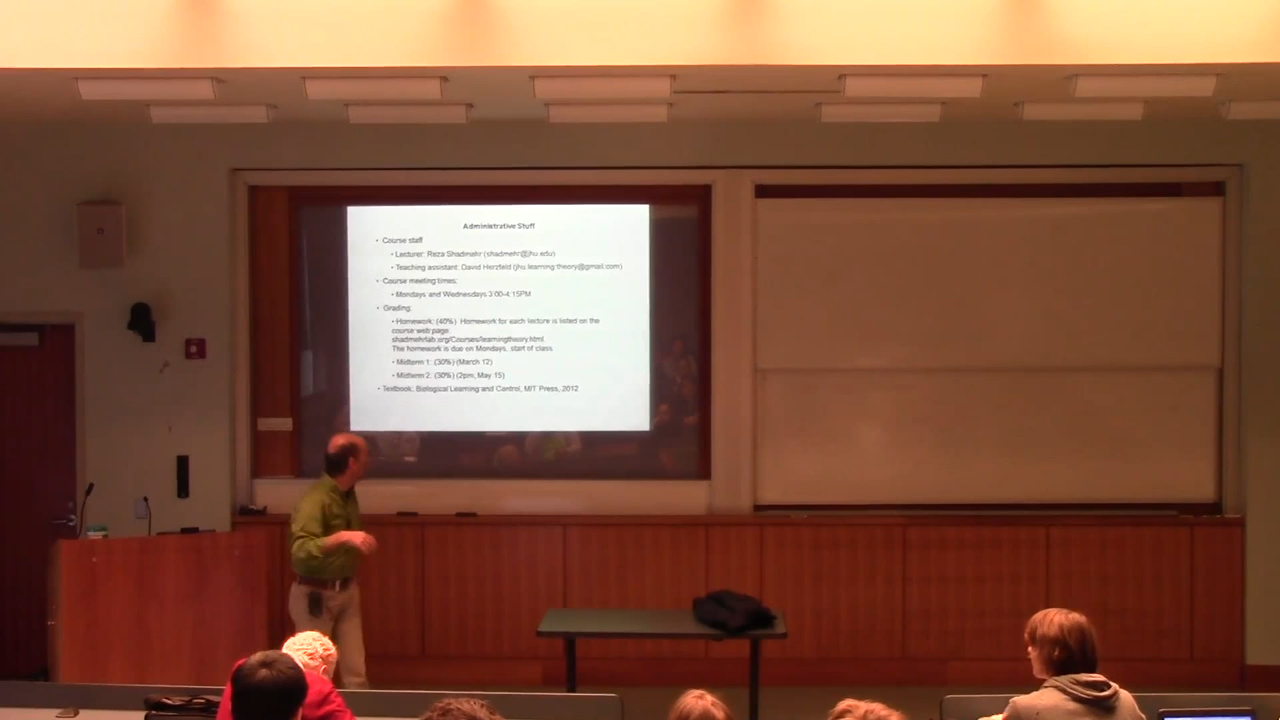 Administrative Stuff
• Course staff
• Lecturer: Reza Shadmehr (shadmehr@jhu.edu)
• Teaching assistant: David Herzfeld (jhu.learning.theory@gmail.com)
• Course meeting times:
• Mondays and Wednesdays 3:00-4:15PM
• Grading:
• Homework: (40%) Homework for each lecture is listed on the
course web page:
shadmehrlab.org/Courses/learningtheory.html
The homework is due on Mondays, start of class.
• Midterm 1: (30%) (March 12)
• Midterm 2: (30%) (2pm, May 15)
• Textbook: Biological Learning and Control, MIT Press, 2012